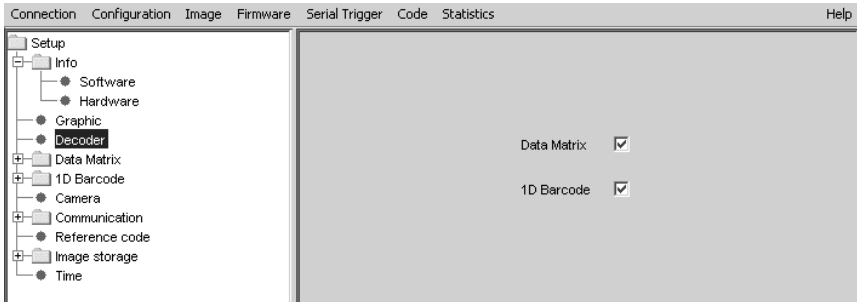 Connection Configuration Image Firmware Serial Trigger Code Statistics Help
Setup
Info
Software
Hardware
Graphic
Decoder
Data Matrix
1D Barcode
Camera
Communication
Reference code
Image storage
Time
Data Matrix
1D Barcode